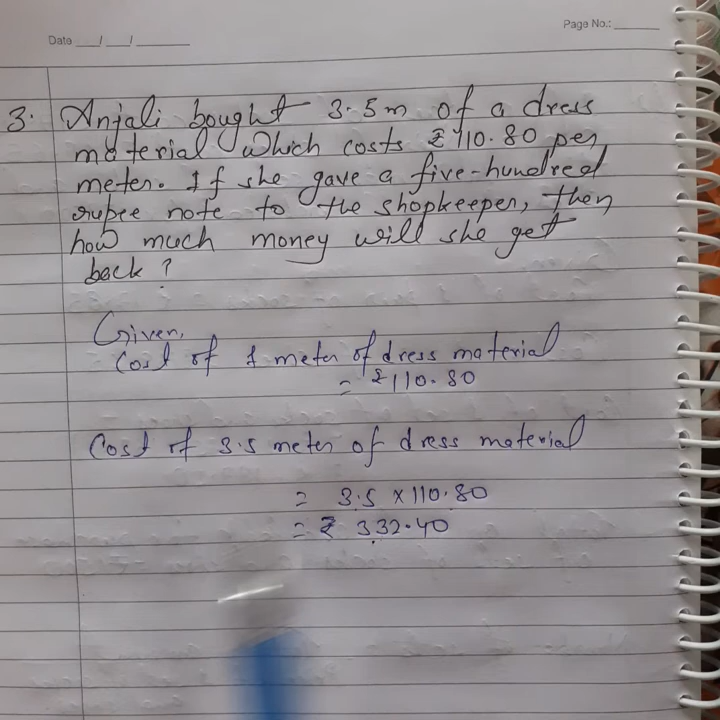 Page No.:
Date __/__/____
3. Anjali bought 3.5m of a dress
material which costs ₹110.80 per
meter. If she gave a five-hundred
rupee note to the shopkeeper, then
how much money will she get
back?
Given,
Cost of 1 meter of dress material
= ₹110.80
Cost of 3.5 meter of dress material
= 3.5 × 110.80
= ₹ 332.40